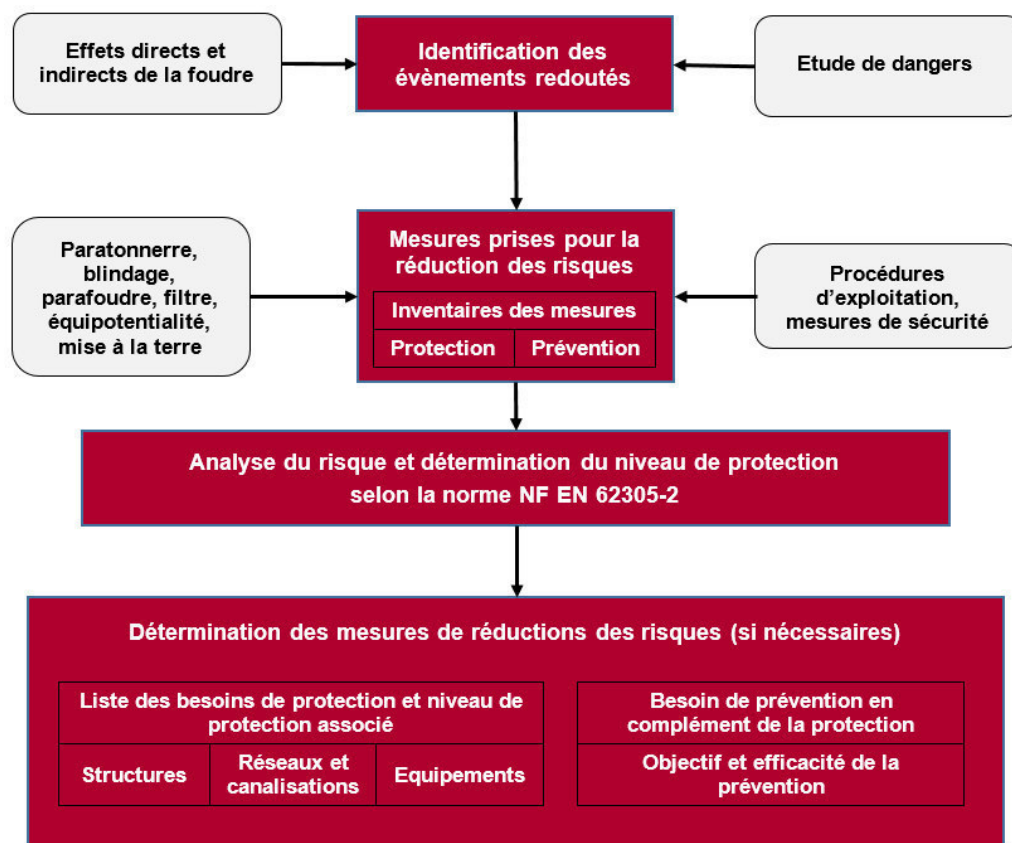 Effets directs et
indirects de la foudre
Identification des
évènements redoutés
Etude de dangers
Paratonnerre,
blindage,
parafoudre, filtre,
équipotentialité,
mise à la terre
Mesures prises pour la
réduction des risques
Inventaires des mesures
Protection
Prévention
Procédures
d’exploitation,
mesures de sécurité
Analyse du risque et détermination du niveau de protection
selon la norme NF EN 62305-2
Détermination des mesures de réductions des risques (si nécessaires)
Liste des besoins de protection et niveau de
protection associé
Structures
Réseaux et
canalisations
Equipements
Besoin de prévention en
complément de la protection
Objectif et efficacité de la
prévention